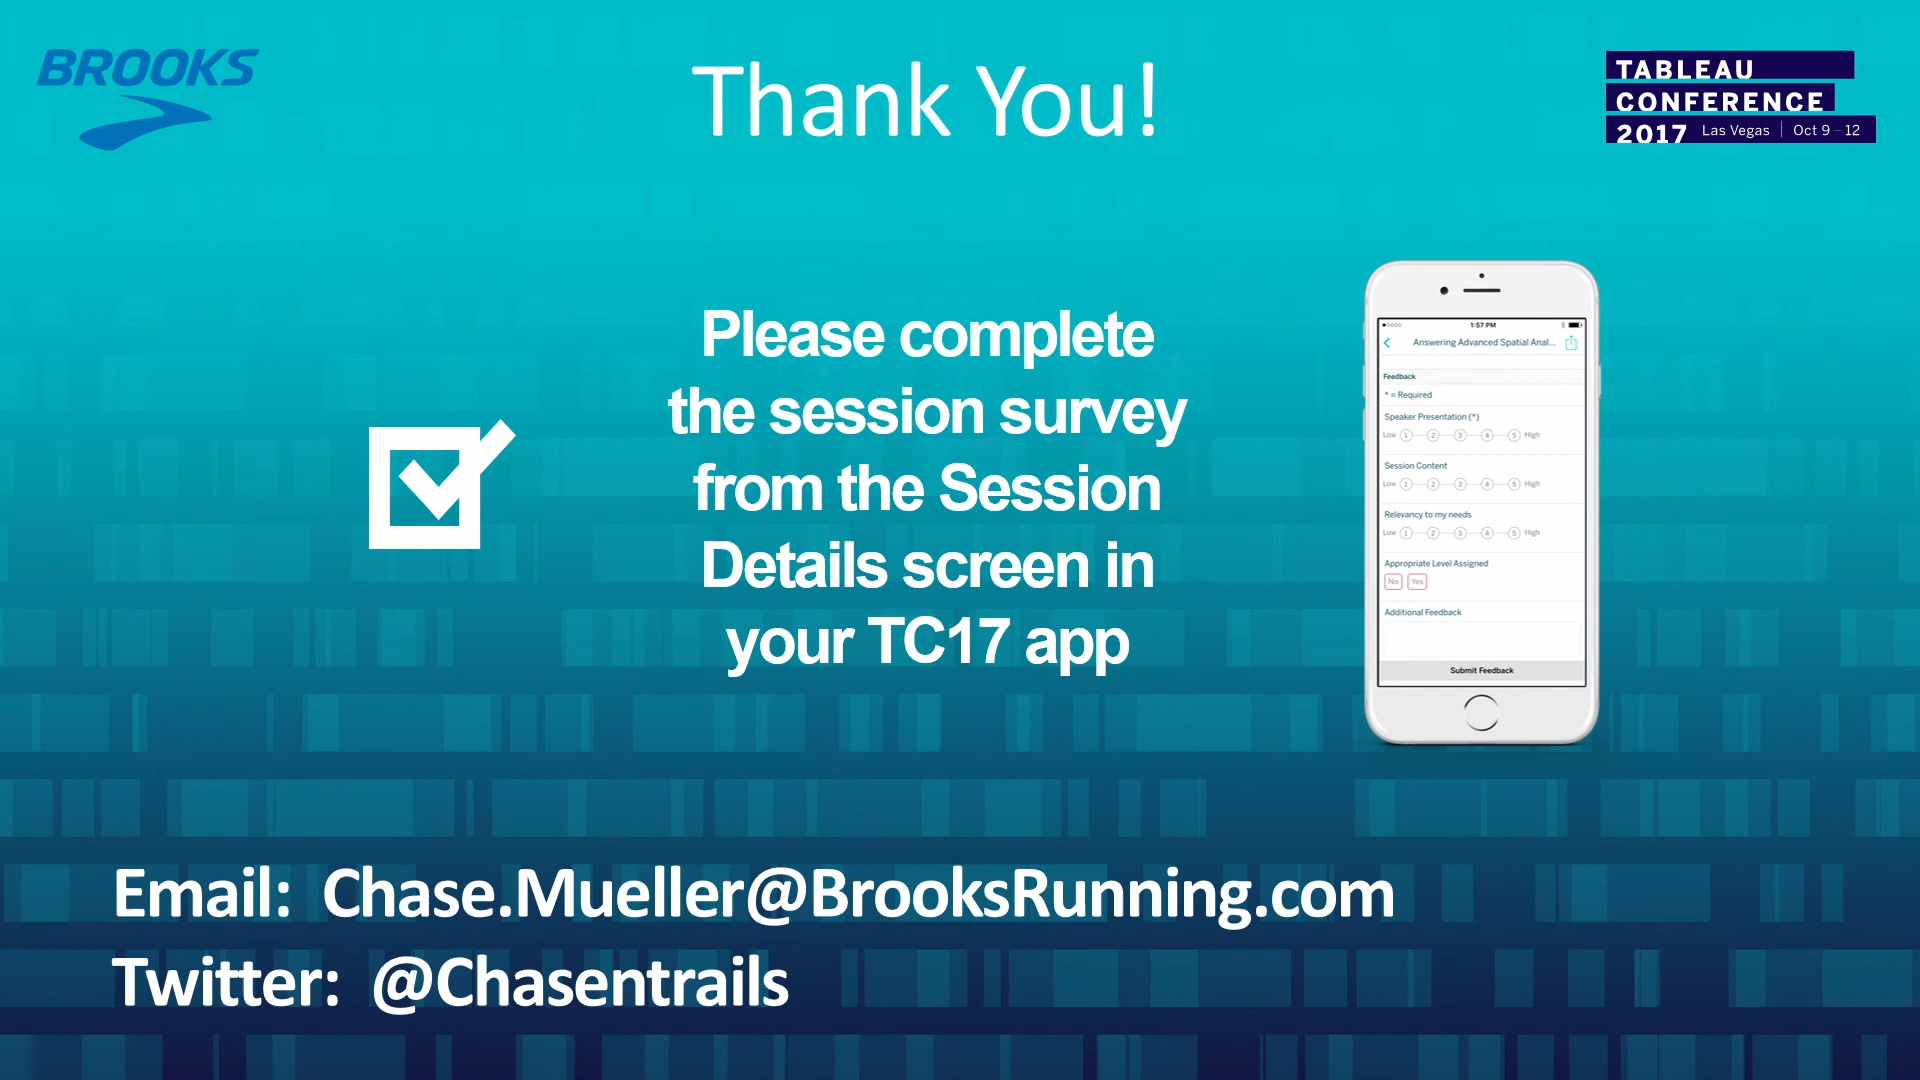 BROOKS
Thank You!
TABLEAU
CONFERENCE
2017 Las Vegas | Oct 9 – 12
Please complete
the session survey
from the Session
Details screen in
your TC17 app
1:57 PM
Answering Advanced Spatial Anal...
Feedback
* = Required
Speaker Presentation (*)
Low 1 2 3 4 5 High
Session Content
Low 1 2 3 4 5 High
Relevancy to my needs
Low 1 2 3 4 5 High
Appropriate Level Assigned
No Yes
Additional Feedback
Submit Feedback
Email: Chase.Mueller@BrooksRunning.com
Twitter: @Chasentrails